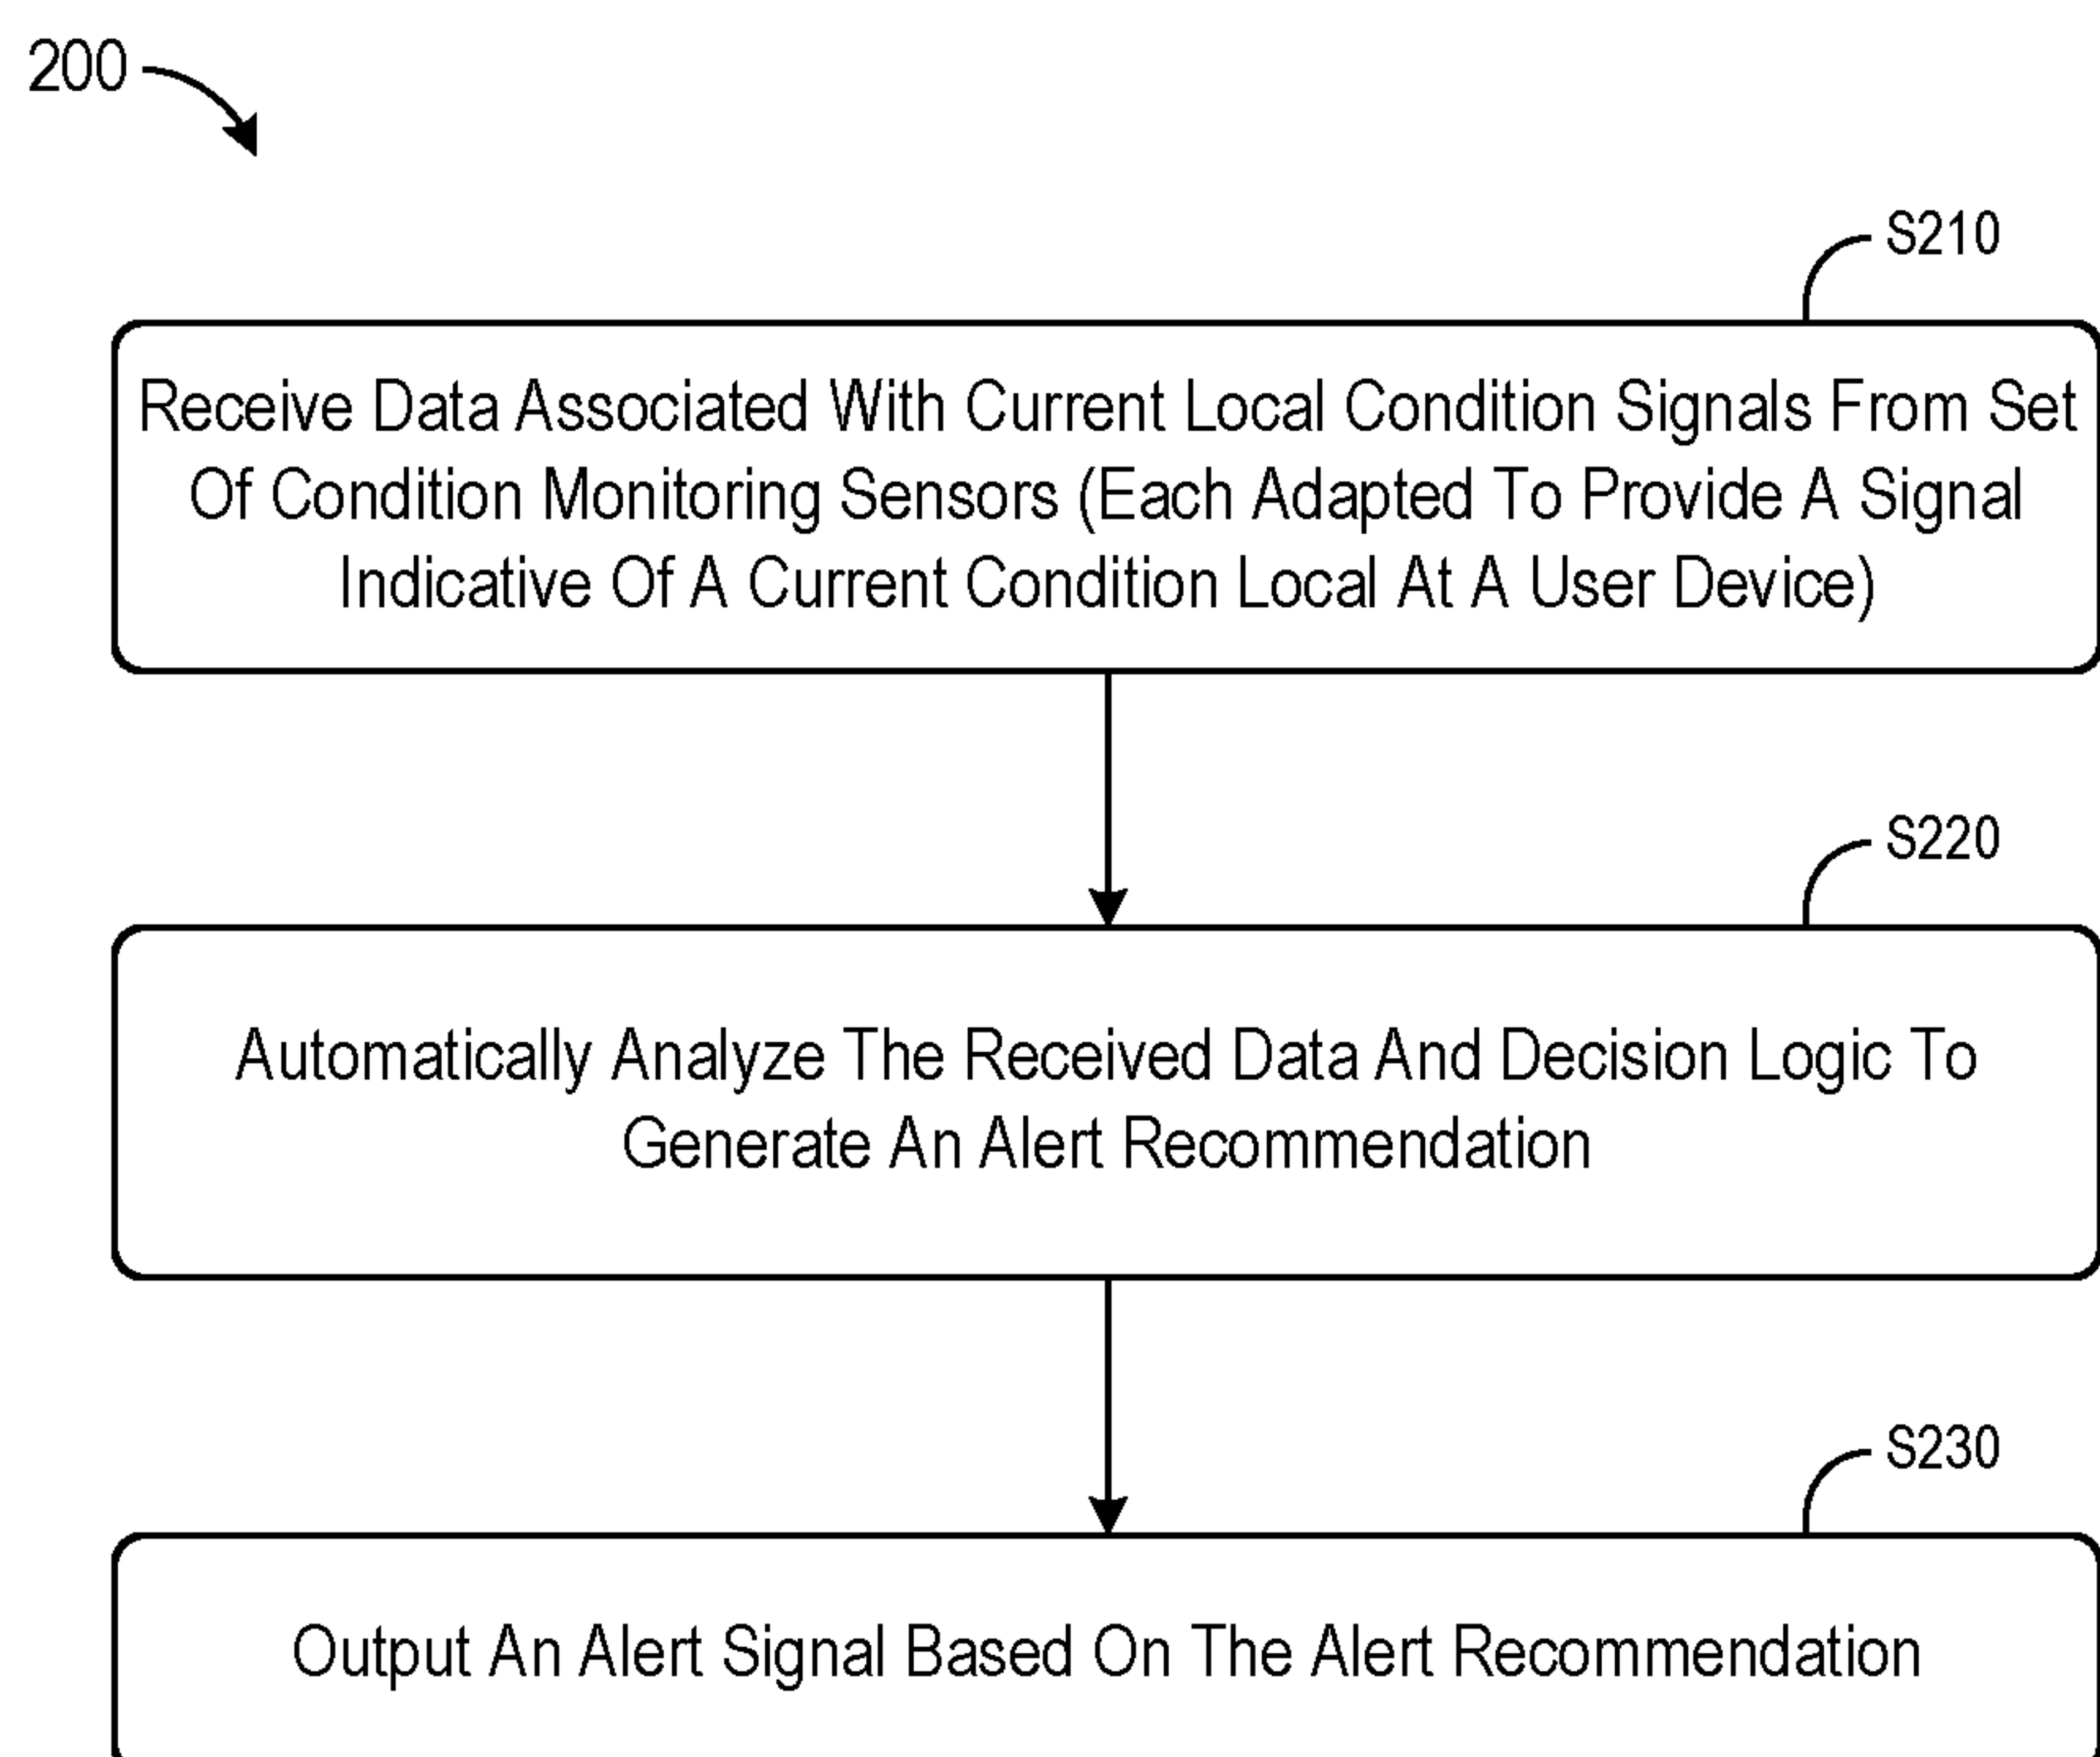 200
S210
Receive Data Associated With Current Local Condition Signals From Set
Of Condition Monitoring Sensors (Each Adapted To Provide A Signal
Indicative Of A Current Condition Local At A User Device)
S220
Automatically Analyze The Received Data And Decision Logic To
Generate An Alert Recommendation
S230
Output An Alert Signal Based On The Alert Recommendation